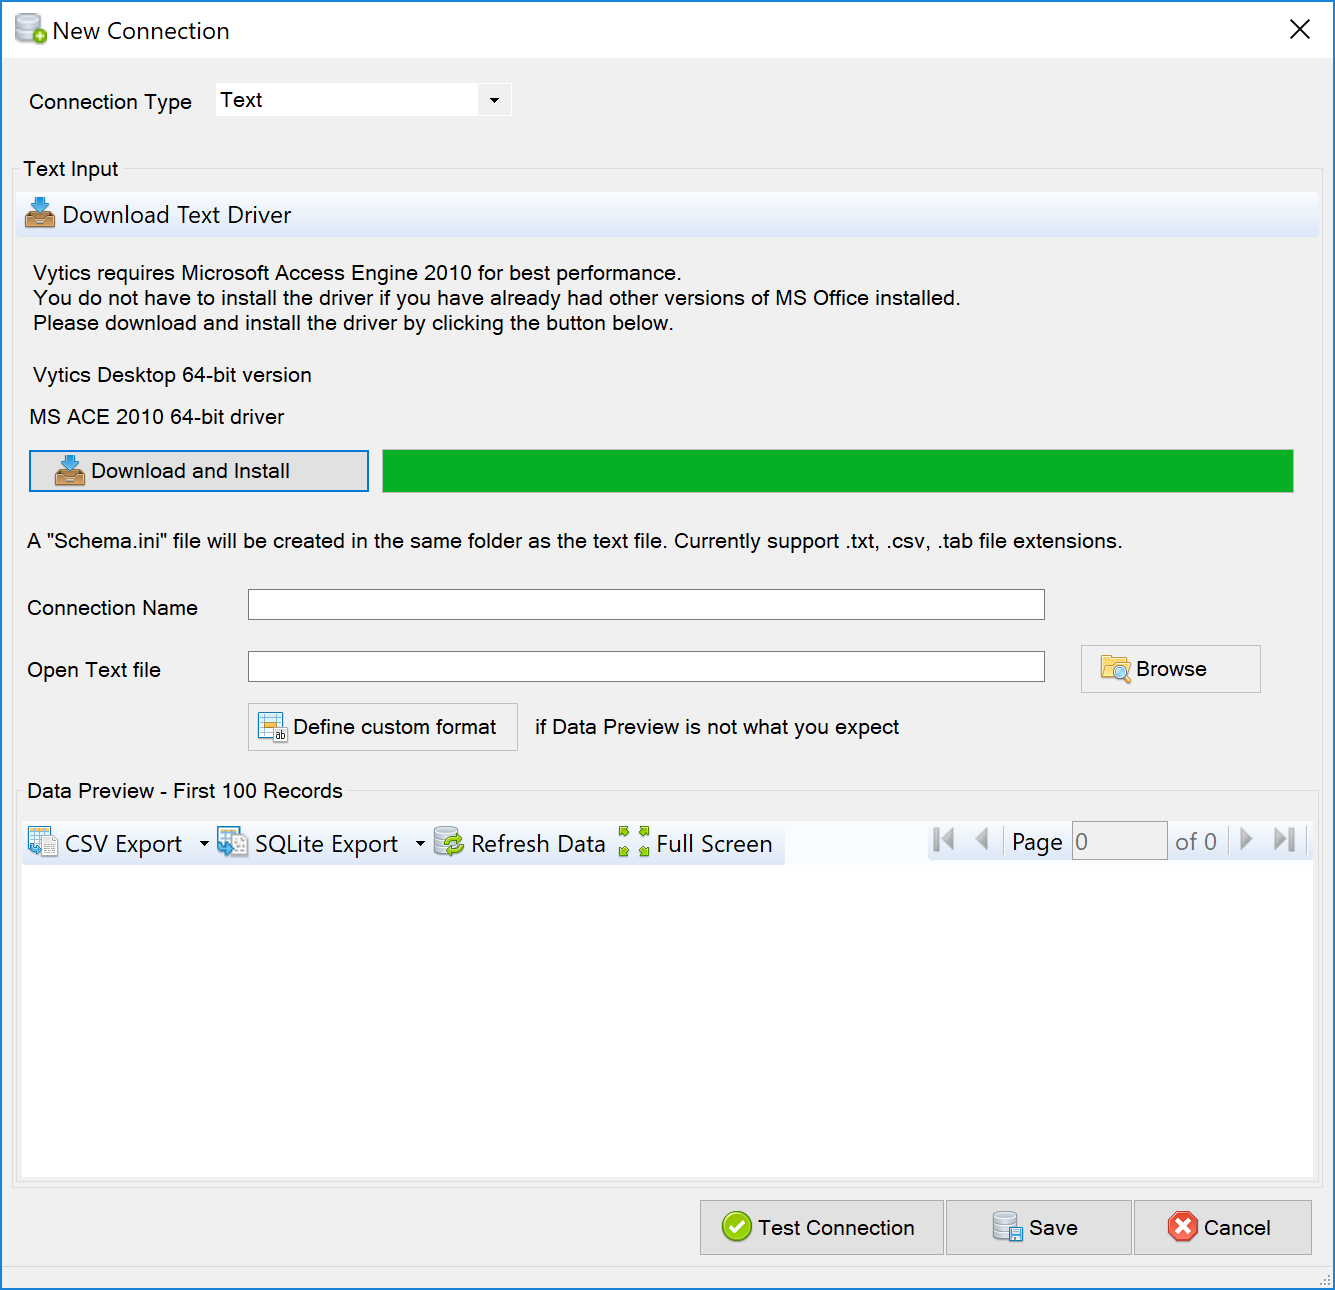 New Connection
Connection Type
Text
Text Input
Download Text Driver
Vytics requires Microsoft Access Engine 2010 for best performance.
You do not have to install the driver if you have already had other versions of MS Office installed.
Please download and install the driver by clicking the button below.
Vytics Desktop 64-bit version
MS ACE 2010 64-bit driver
Download and Install
A "Schema.ini" file will be created in the same folder as the text file. Currently support .txt, .csv, .tab file extensions.
Connection Name
Open Text file
Browse
ab Define custom format if Data Preview is not what you expect
Data Preview - First 100 Records
CSV Export SQLite Export Refresh Data Full Screen Page 0 of 0
Test Connection Save Cancel